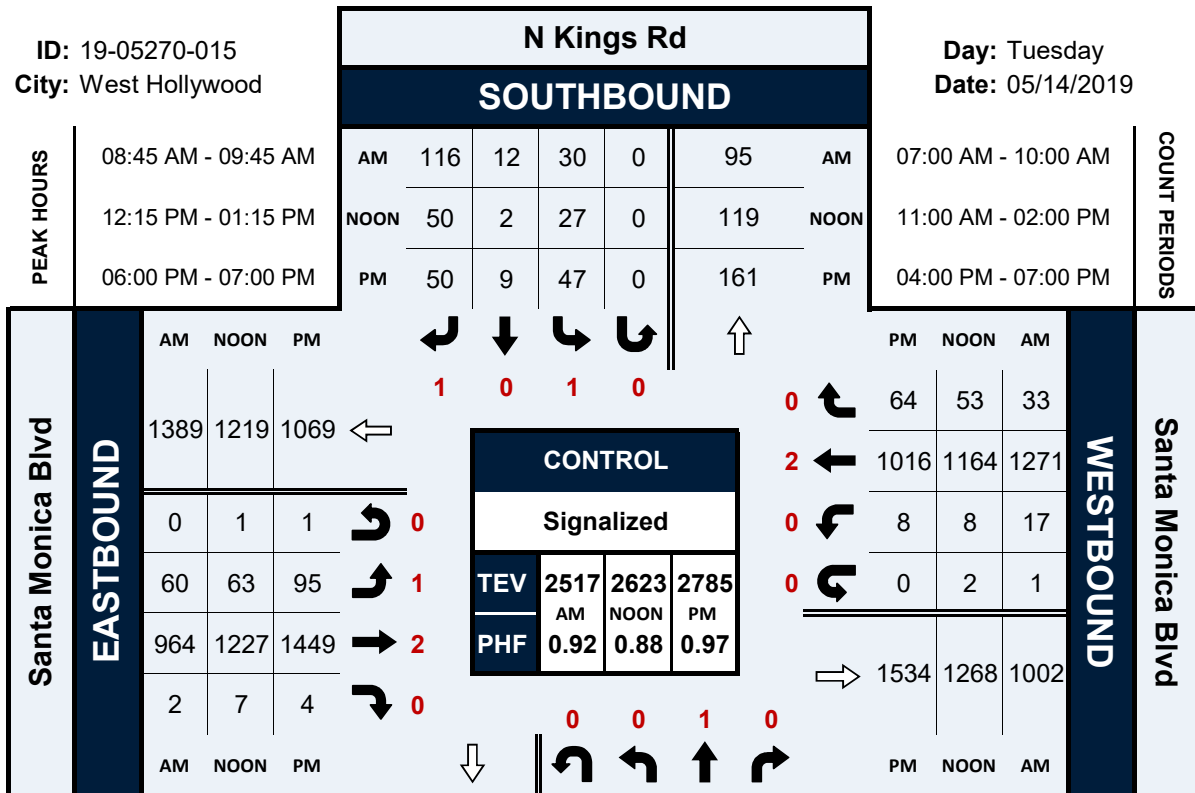 N Kings Rd
SOUTHBOUND
ID: 19-05270-015
City: West Hollywood
Day: Tuesday
Date: 05/14/2019
PEAK HOURS
08:45 AM - 09:45 AM
12:15 PM - 01:15 PM
06:00 PM - 07:00 PM
AM 116 12 30 0 95 AM
NOON 50 2 27 0 119 NOON
PM 50 9 47 0 161 PM
07:00 AM - 10:00 AM
11:00 AM - 02:00 PM
04:00 PM - 07:00 PM
COUNT PERIODS
1 0 1 0
Santa Monica Blvd
EASTBOUND
AM NOON PM
1389 1219 1069
0 1 1 0
60 63 95 1
964 1227 1449 2
2 7 4 0
AM NOON PM
CONTROL
Signalized
TEV 2517 2623 2785
AM NOON PM
PHF 0.92 0.88 0.97
PM NOON AM
0 64 53 33
2 1016 1164 1271
0 8 8 17
0 0 2 1
1534 1268 1002
PM NOON AM
WESTBOUND
Santa Monica Blvd
0 0 1 0